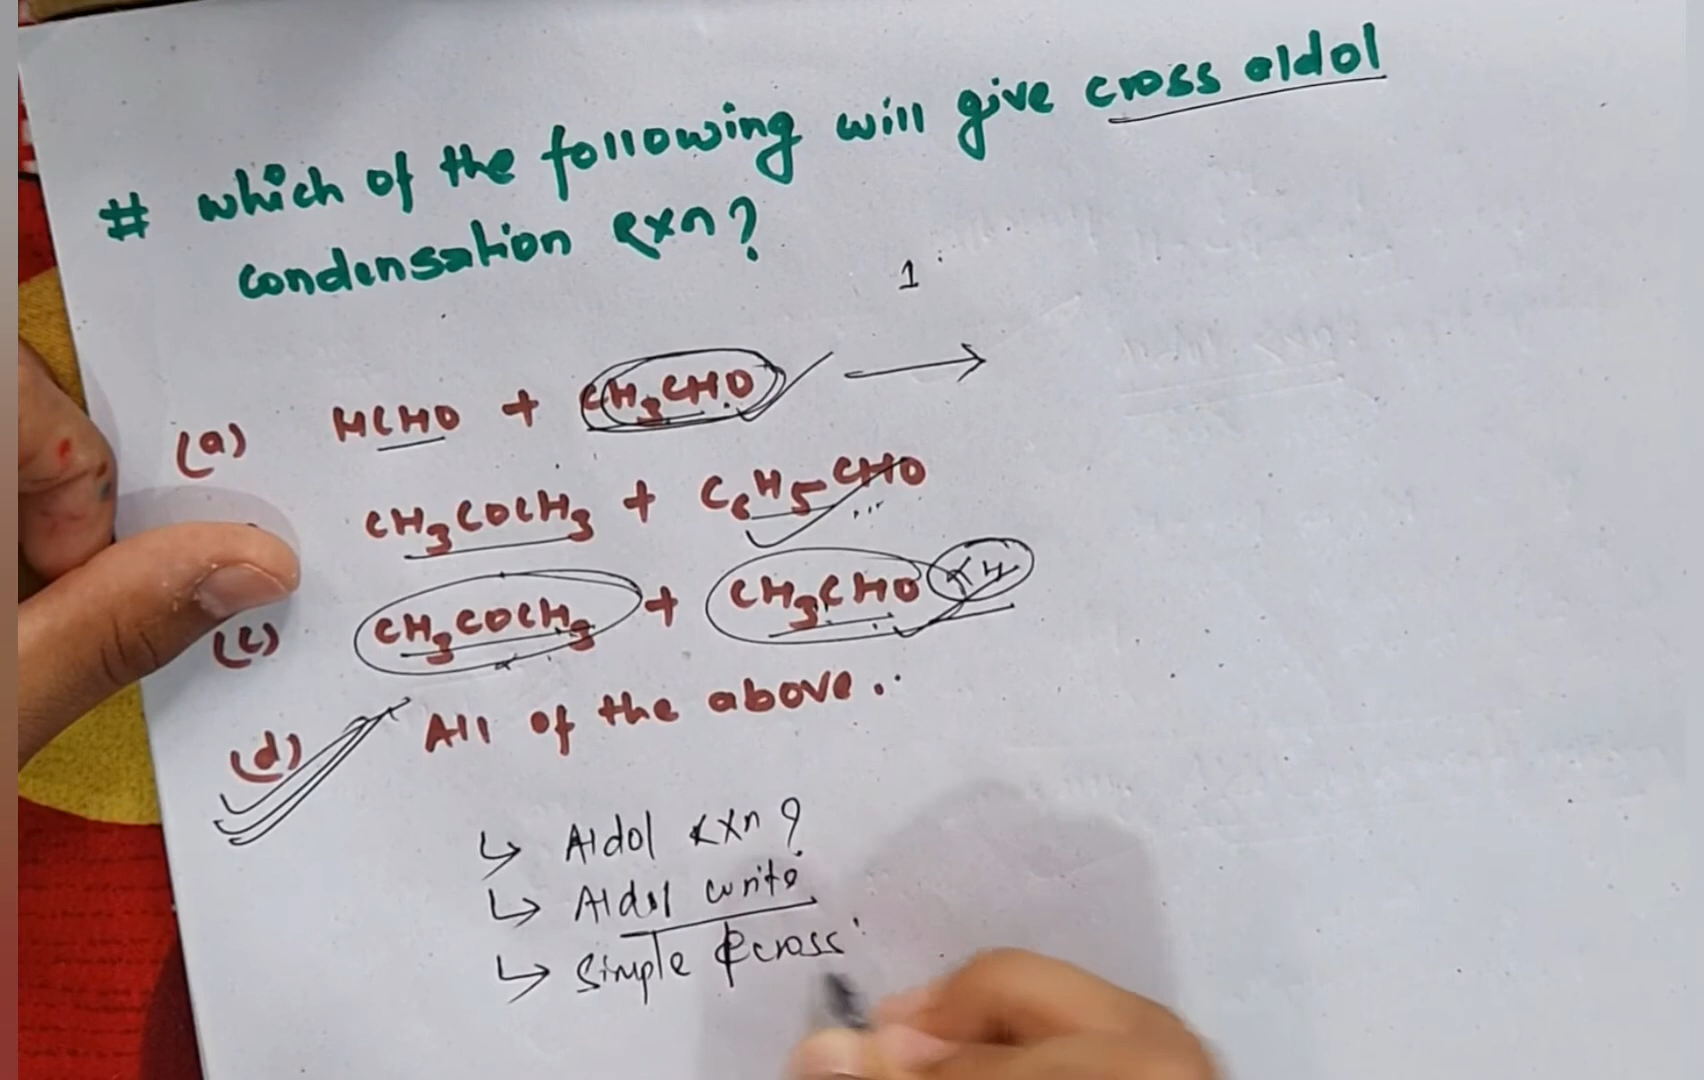 # which of the following will give cross aldol
condensation rxn?
1
(a) HCHO + CH3CHO →
CH3COCH3 + C6H5CHO
(c) CH3COCH3 + CH3CHO
(d) All of the above.
↳ Aldol rxn?
↳ Aldol write
↳ Simple cross